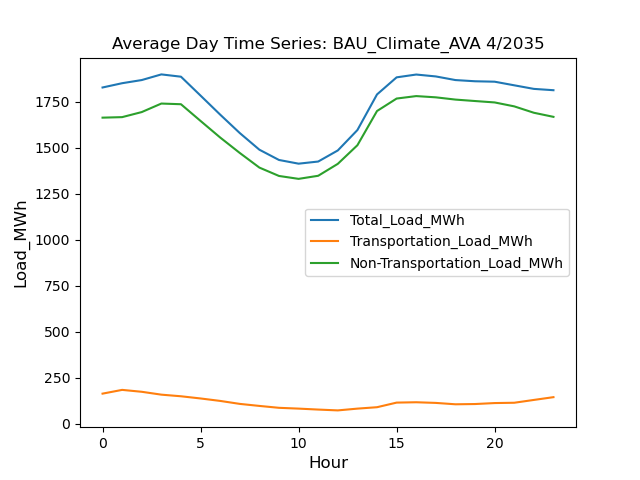 Average Day Time Series: BAU_Climate_AVA 4/2035
Load_MWh
1750
1500
1250
1000
750
500
250
0
Total_Load_MWh
Transportation_Load_MWh
Non-Transportation_Load_MWh
0 5 10 15 20
Hour